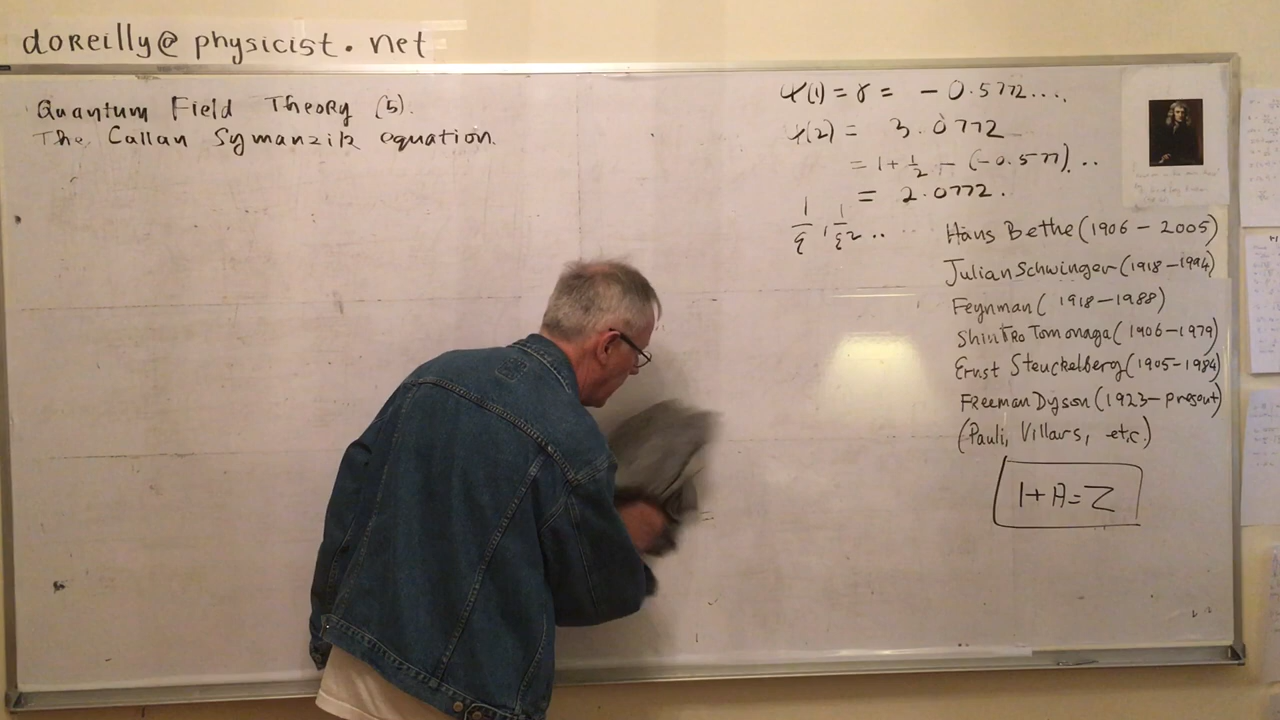 doReilly@physicist.net
Quantum Field Theory (5).
The Callan Symanzik equation.
ψ(1) = γ = - 0.5772....
ψ(2) = 3.0772
= 1 + 1/2 - (-0.577)...
= 2.0772.
1/ξ, 1/ξ² ..
Hans Bethe (1906 - 2005)
Julian Schwinger (1918 - 1994)
Feynman (1918 - 1988)
ShinTRo Tomonaga (1906 - 1979)
Ernst Steuckelberg (1905 - 1984)
Freeman Dyson (1923 - present)
(Pauli, Villars, etc.)
1 + A = Z